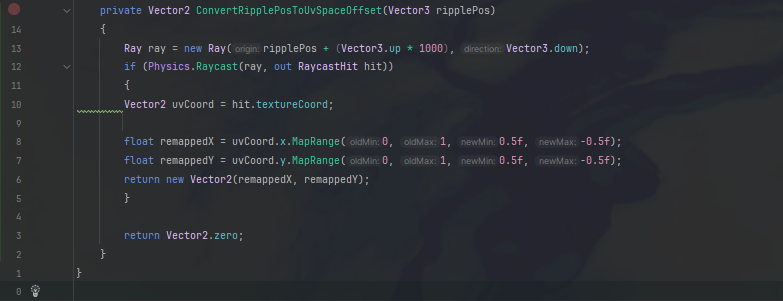 private Vector2 ConvertRipplePosToUvSpaceOffset(Vector3 ripplePos)
14 {
13 Ray ray = new Ray(origin: ripplePos + (Vector3.up * 1000), direction: Vector3.down);
12 if (Physics.Raycast(ray, out RaycastHit hit))
11 {
10 Vector2 uvCoord = hit.textureCoord;
9
8 float remappedX = uvCoord.x.MapRange(oldMin: 0, oldMax: 1, newMin: 0.5f, newMax: -0.5f);
7 float remappedY = uvCoord.y.MapRange(oldMin: 0, oldMax: 1, newMin: 0.5f, newMax: -0.5f);
6 return new Vector2(remappedX, remappedY);
5 }
4
3 return Vector2.zero;
2 }
1 }
0